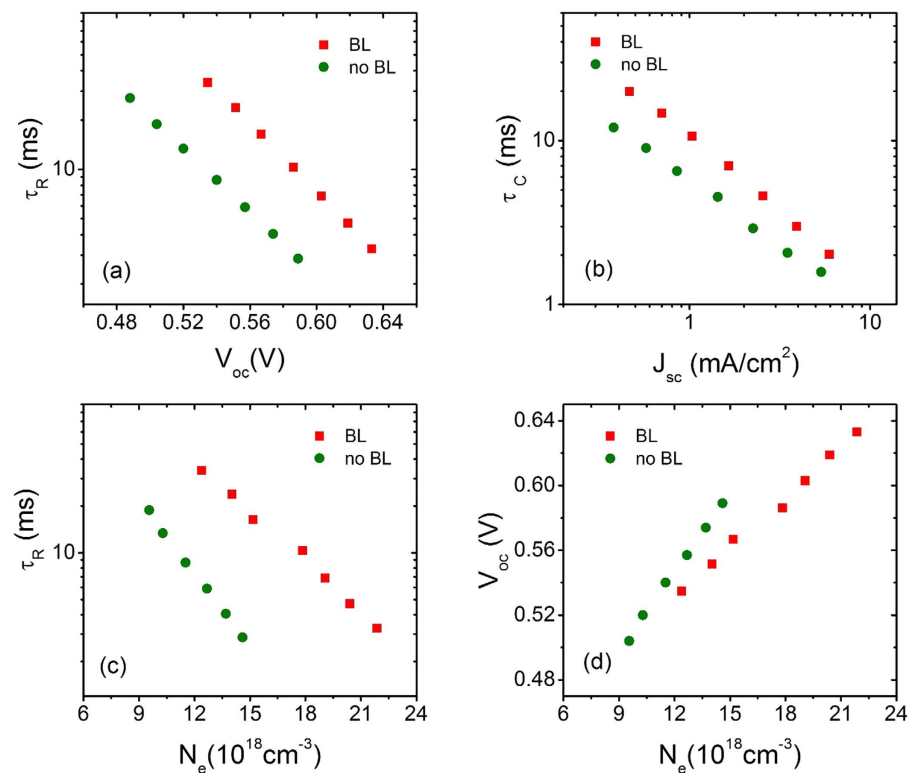 BL
no BL
τR (ms)
10
(a)
0.48 0.52 0.56 0.60 0.64
Voc(V)
BL
no BL
τC (ms)
10
1
(b)
1 10
Jsc (mA/cm²)
BL
no BL
τR (ms)
10
(c)
6 9 12 15 18 21 24
Ne(10¹⁸cm⁻³)
BL
no BL
Voc (V)
0.64
0.60
0.56
0.52
0.48
(d)
6 9 12 15 18 21 24
Ne(10¹⁸cm⁻³)